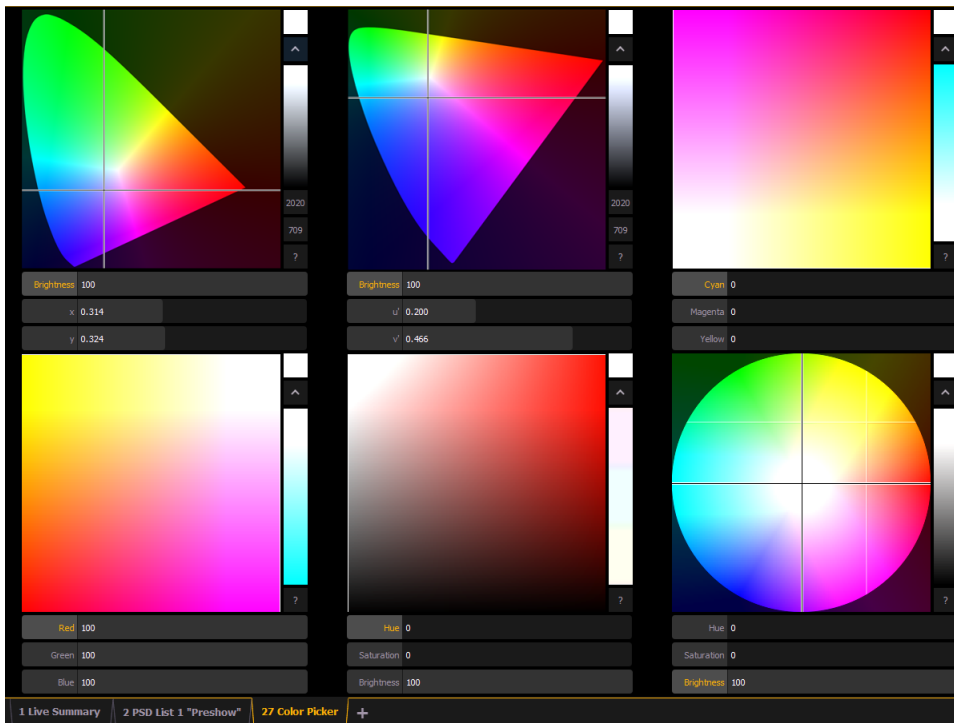 2020
709
?
Brightness 100
x 0.314
y 0.324
2020
709
?
Brightness 100
u' 0.200
v' 0.466
?
Cyan 0
Magenta 0
Yellow 0
?
Red 100
Green 100
Blue 100
?
Hue 0
Saturation 0
Brightness 100
?
Hue 0
Saturation 0
Brightness 100
1 Live Summary 2 PSD List 1 "Preshow" 27 Color Picker +